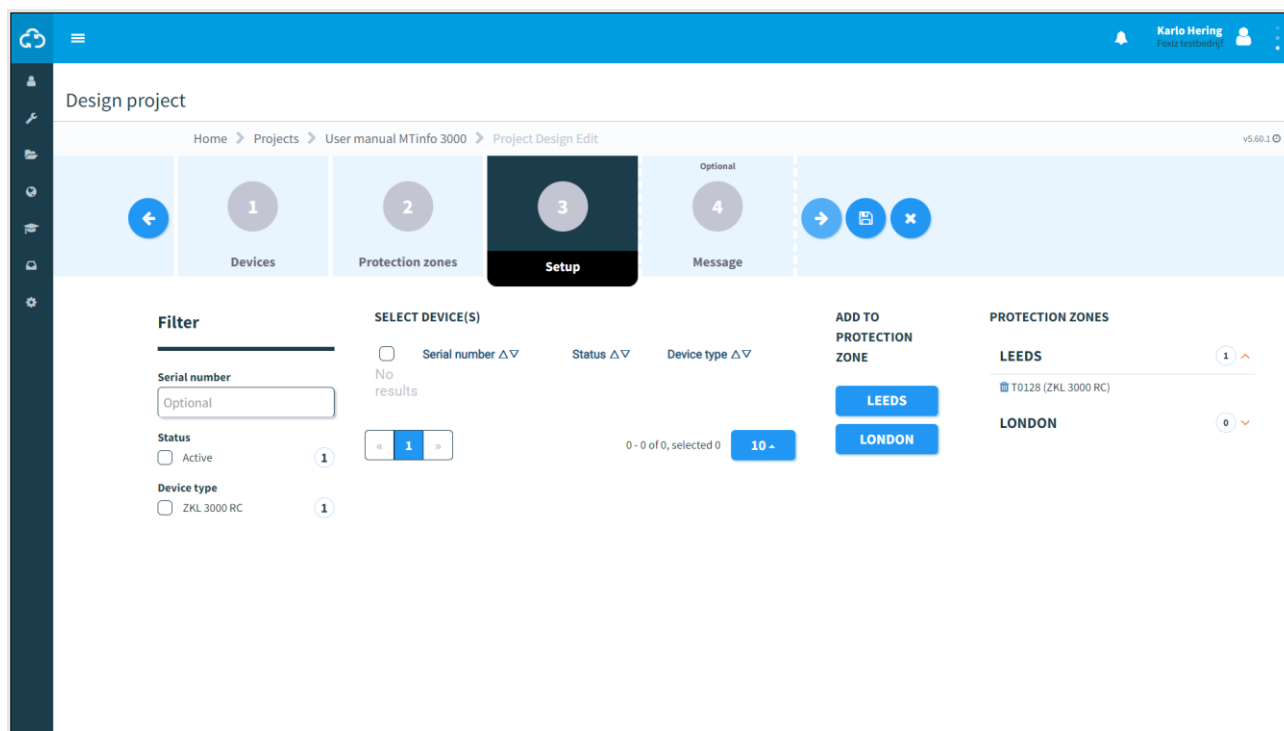 Karlo Hering
Foxiz testbedrijf
Design project
Home Projects User manual MTinfo 3000 Project Design Edit
v5.60.1
1
Devices
2
Protection zones
3
Setup
Optional
4
Message
Filter
Serial number
Optional
Status
Active 1
Device type
ZKL 3000 RC 1
SELECT DEVICE(S)
Serial number Status Device type
No
results
« 1 »
0 - 0 of 0, selected 0
10
ADD TO
PROTECTION
ZONE
LEEDS
LONDON
PROTECTION ZONES
LEEDS 1
T0128 (ZKL 3000 RC)
LONDON 0